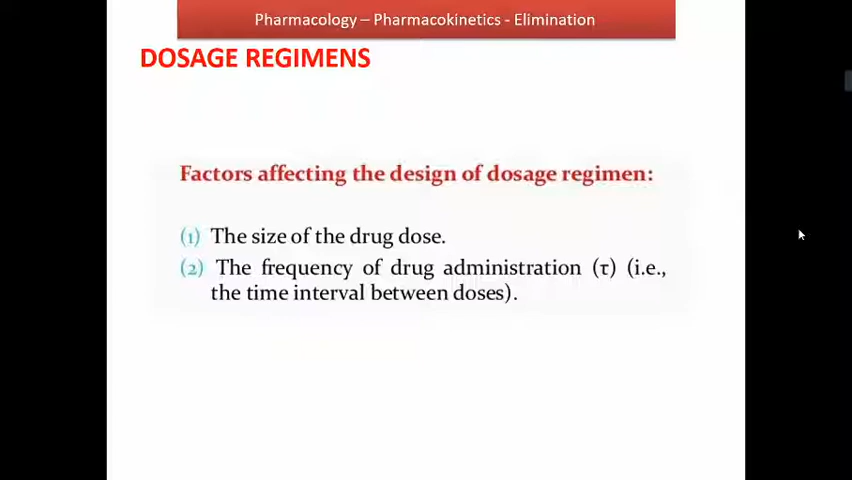 Pharmacology – Pharmacokinetics - Elimination
DOSAGE REGIMENS
Factors affecting the design of dosage regimen:
(1) The size of the drug dose.
(2) The frequency of drug administration (τ) (i.e.,
the time interval between doses).